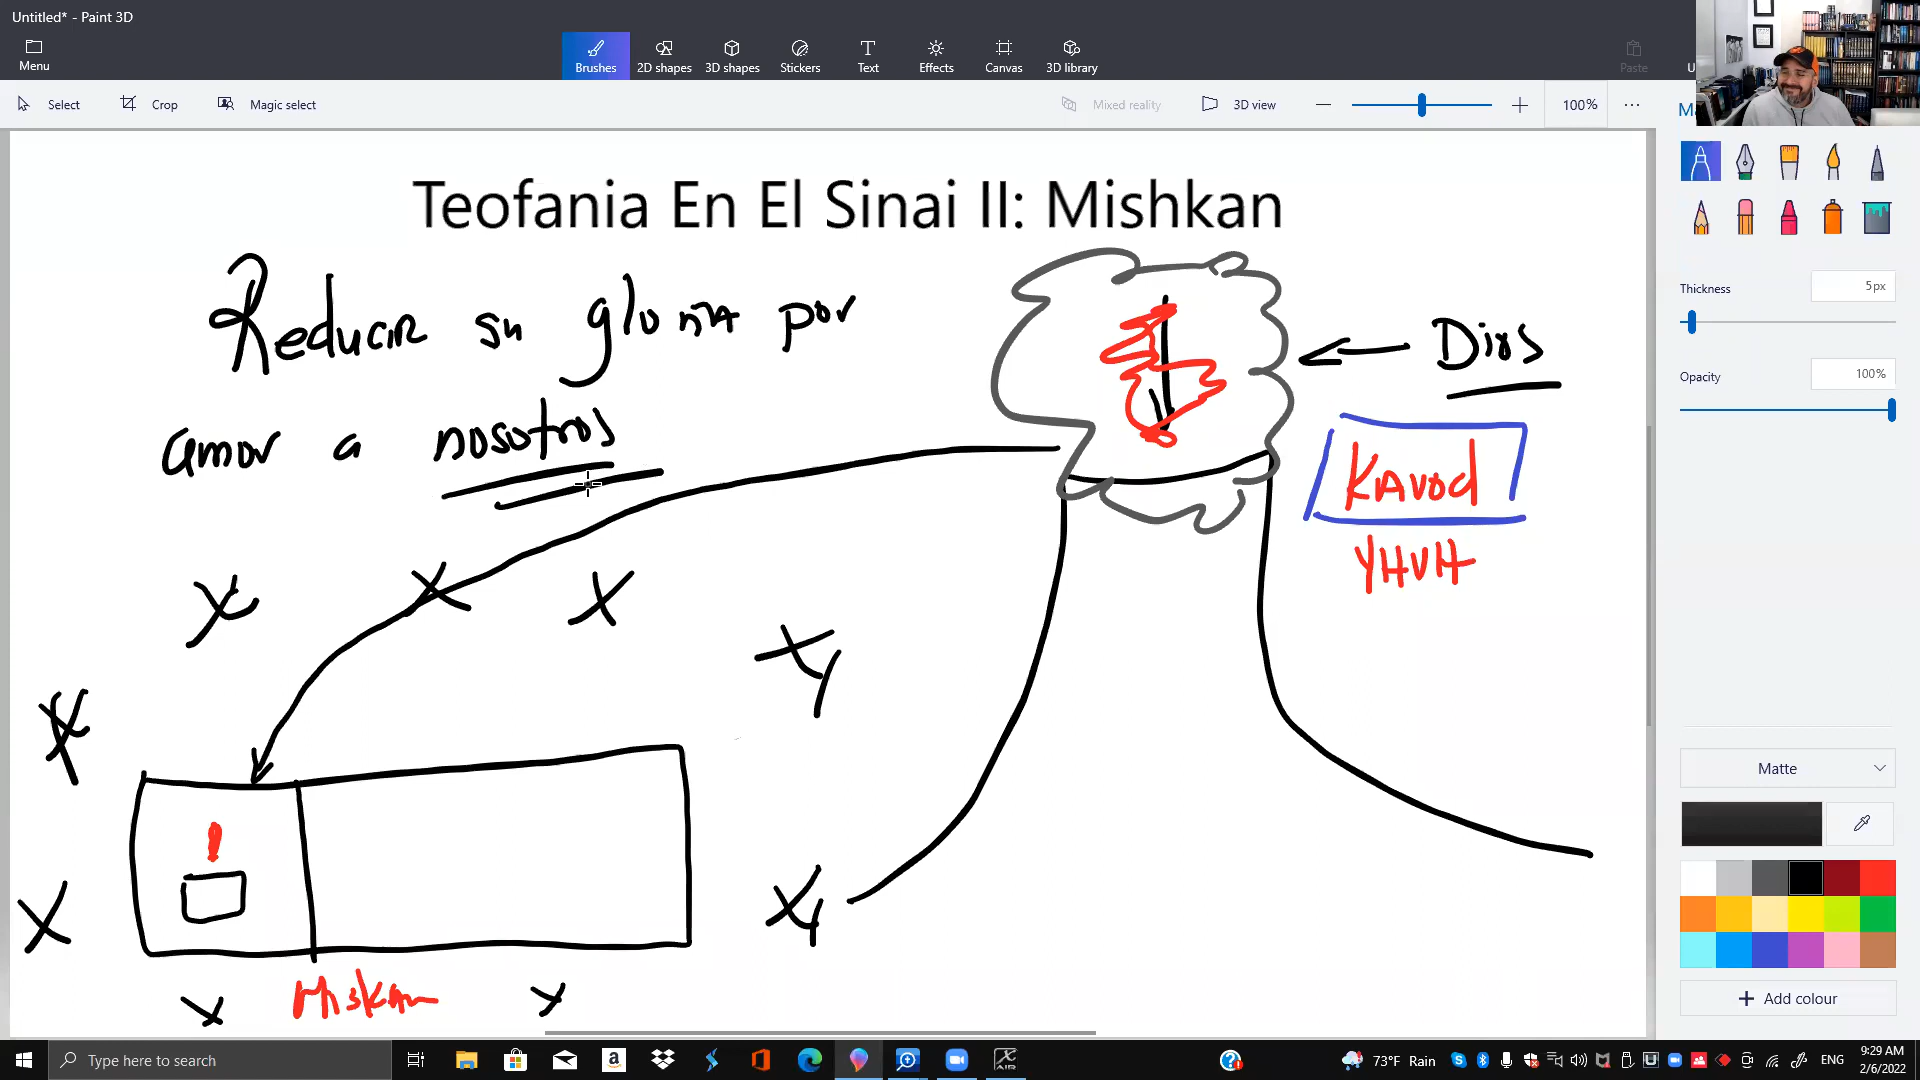 Untitled* - Paint 3D
Menu
Brushes
2D shapes
3D shapes
Stickers
Text
Effects
Canvas
3D library
Paste
U
Select
Crop
Magic select
Mixed reality
3D view
100%
Ma
Teofania En El Sinai II: Mishkan
Reducir su gloria por
amor a nosotros
Dios
Kavod
YHVH
X X X
X
X
X
X
X X
!
Miskan
Thickness
5px
Opacity
100%
Matte
Add colour
Type here to search
73°F Rain
ENG
9:29 AM
2/6/2022